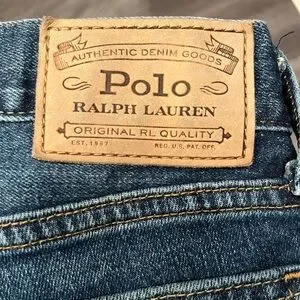 AUTHENTIC DENIM GOODS
Polo
RALPH LAUREN
ORIGINAL RL QUALITY
EST. 1967 REG. U.S. PAT. OFF.